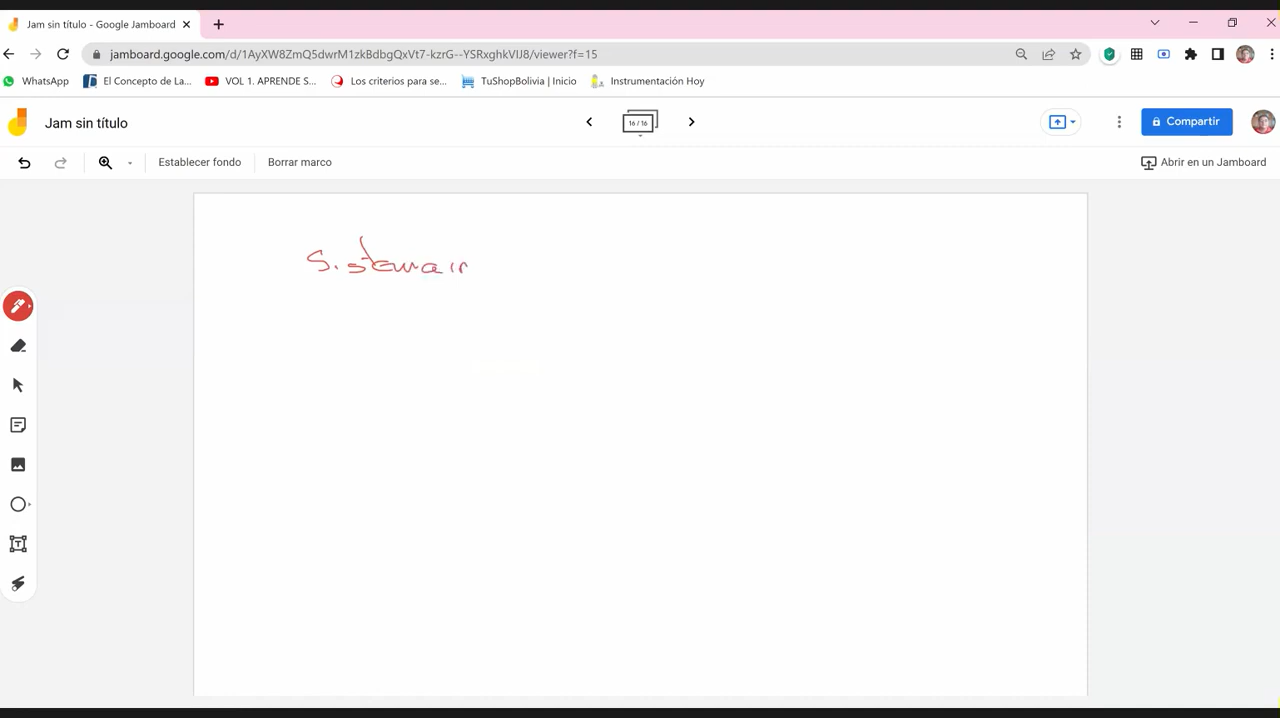 Jam sin título - Google Jamboard
jamboard.google.com/d/1AyXW8ZmQ5dwrM1zkBdbgQxVt7-kzrG--YSRxghkVIJ8/viewer?f=15
WhatsApp El Concepto de La... VOL 1. APRENDE S... Los criterios para se... TuShopBolivia | Inicio Instrumentación Hoy
Jam sin título 16 / 16 Compartir
Establecer fondo Borrar marco Abrir en un Jamboard
Sistema in